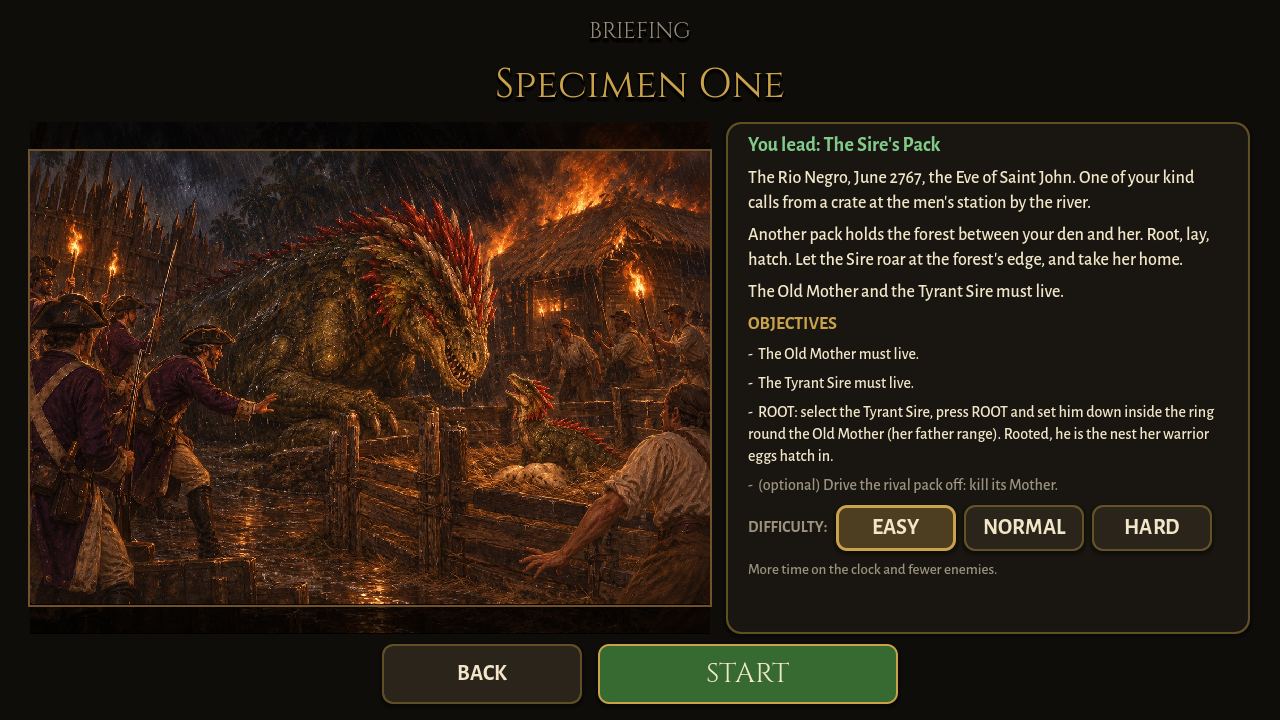 BRIEFING
Specimen One
You lead: The Sire's Pack
The Rio Negro, June 2767, the Eve of Saint John. One of your kind
calls from a crate at the men's station by the river.
Another pack holds the forest between your den and her. Root, lay,
hatch. Let the Sire roar at the forest's edge, and take her home.
The Old Mother and the Tyrant Sire must live.
OBJECTIVES
- The Old Mother must live.
- The Tyrant Sire must live.
- ROOT: select the Tyrant Sire, press ROOT and set him down inside the ring
round the Old Mother (her father range). Rooted, he is the nest her warrior
eggs hatch in.
- (optional) Drive the rival pack off: kill its Mother.
DIFFICULTY: EASY NORMAL HARD
More time on the clock and fewer enemies.
BACK START